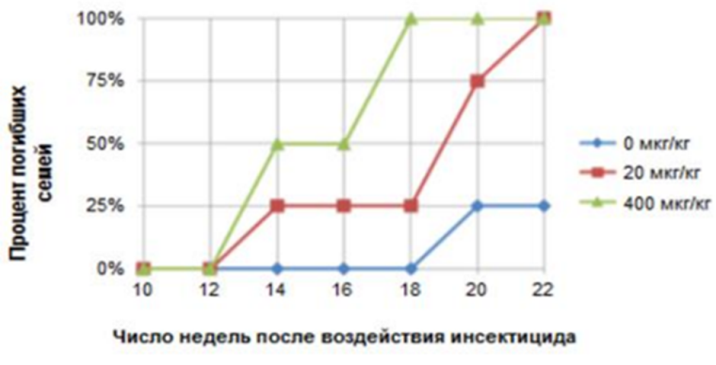 100%
75%
50%
25%
0%
10 12 14 16 18 20 22
Процент погибших
семей
Число недель после воздействия инсектицида
0 мкг/кг
20 мкг/кг
400 мкг/кг